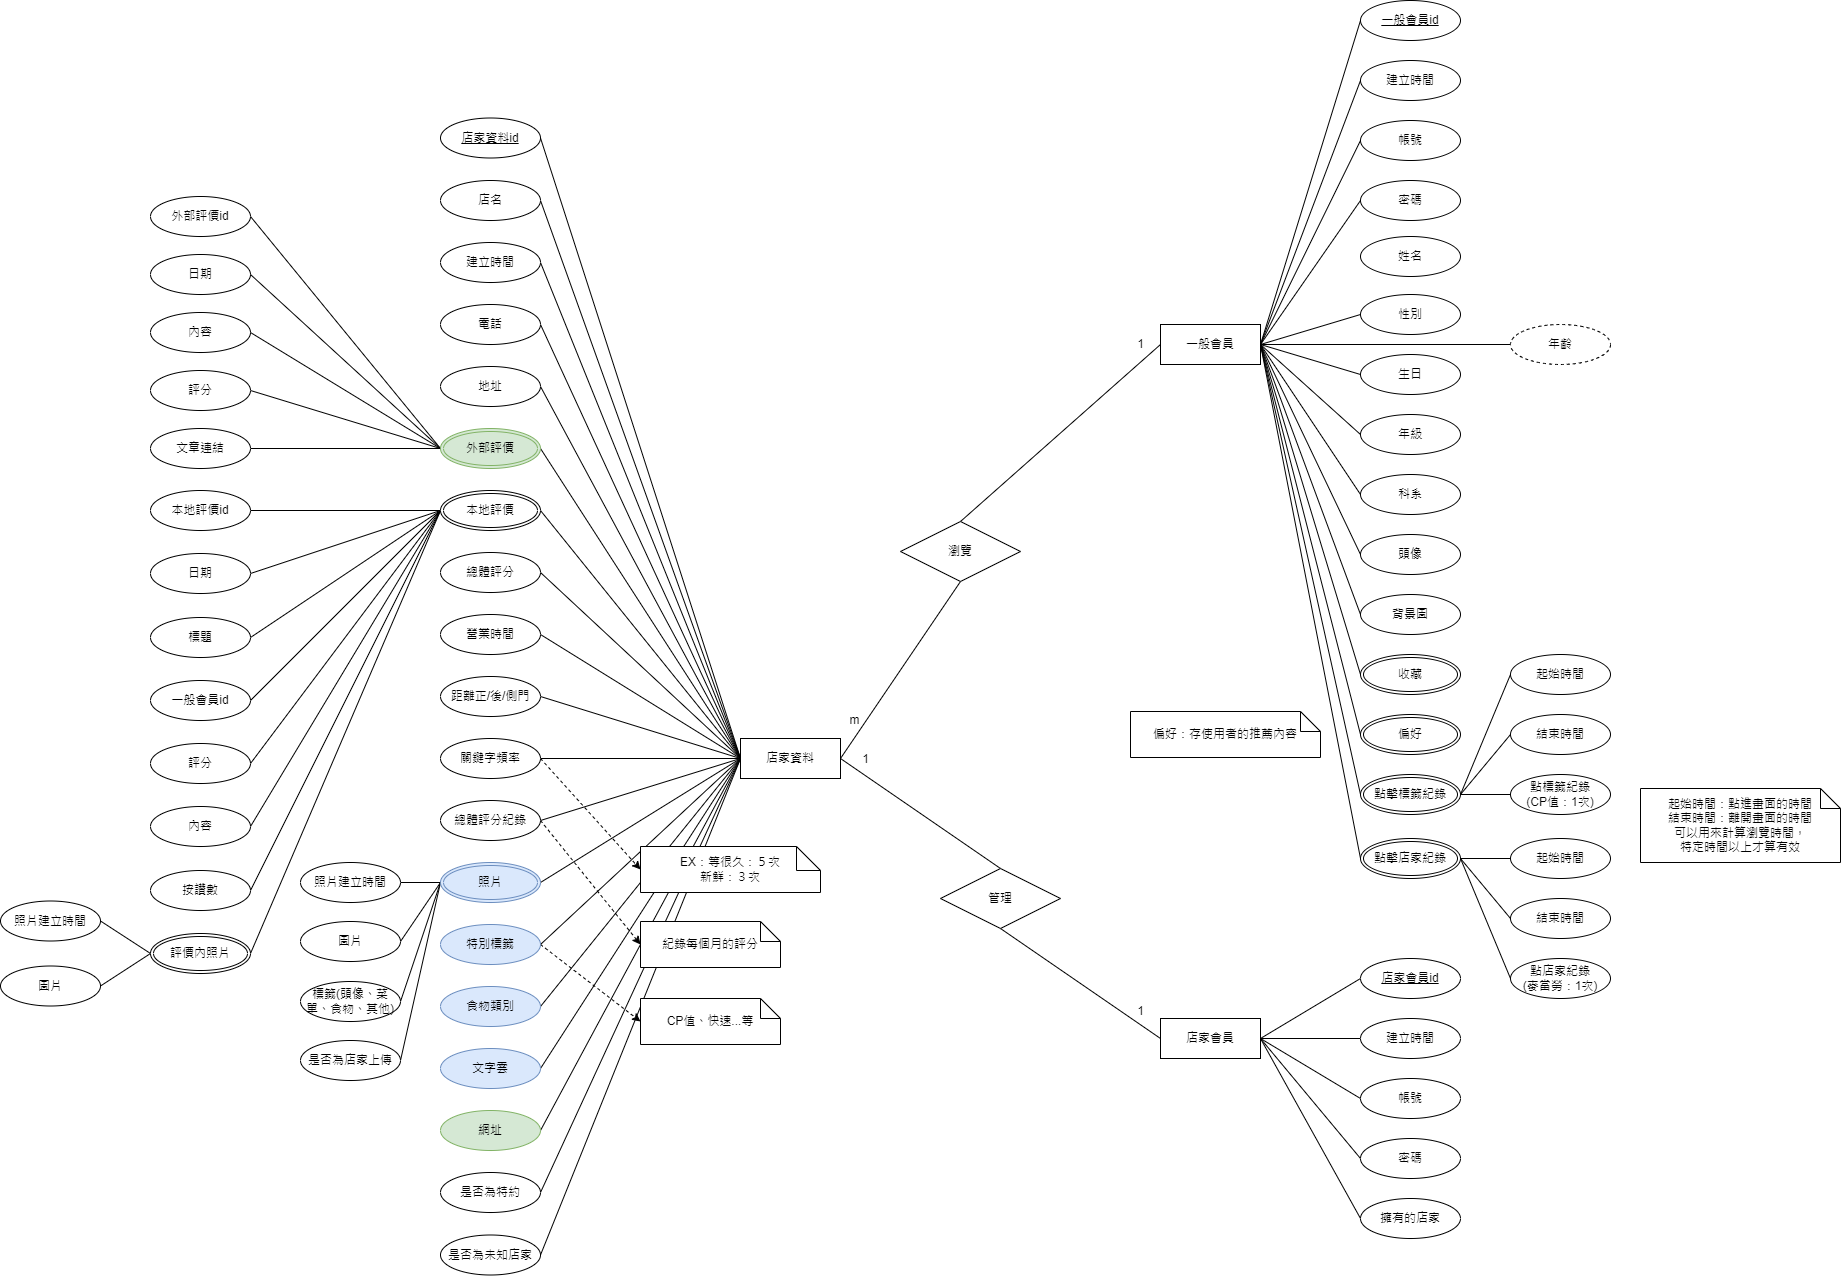 一般會員id
建立時間
帳號
密碼
姓名
性別
年齡
生日
年級
科系
頭像
背景圖
收藏
偏好
點擊標籤紀錄
點擊店家紀錄
起始時間
結束時間
點標籤紀錄
(CP值：1次)
起始時間
結束時間
點店家紀錄
(麥當勞：1次)
起始時間：點進畫面的時間
結束時間：離開畫面的時間
可以用來計算瀏覽時間，
特定時間以上才算有效
偏好：存使用者的推薦內容
一般會員
1
瀏覽
m
店家資料
1
管理
1
店家會員
店家會員id
建立時間
帳號
密碼
擁有的店家
店家資料id
店名
建立時間
電話
地址
外部評價
本地評價
總體評分
營業時間
距離正/後/側門
關鍵字頻率
總體評分紀錄
照片
特別標籤
食物類別
文字雲
網址
是否為特約
是否為未知店家
EX：等很久：５次
新鮮：３次
紀錄每個月的評分
CP值、快速...等
外部評價id
日期
內容
評分
文章連結
本地評價id
日期
標題
一般會員id
評分
內容
按讚數
評價內照片
照片建立時間
圖片
照片建立時間
圖片
標籤(頭像、菜
單、食物、其他)
是否為店家上傳